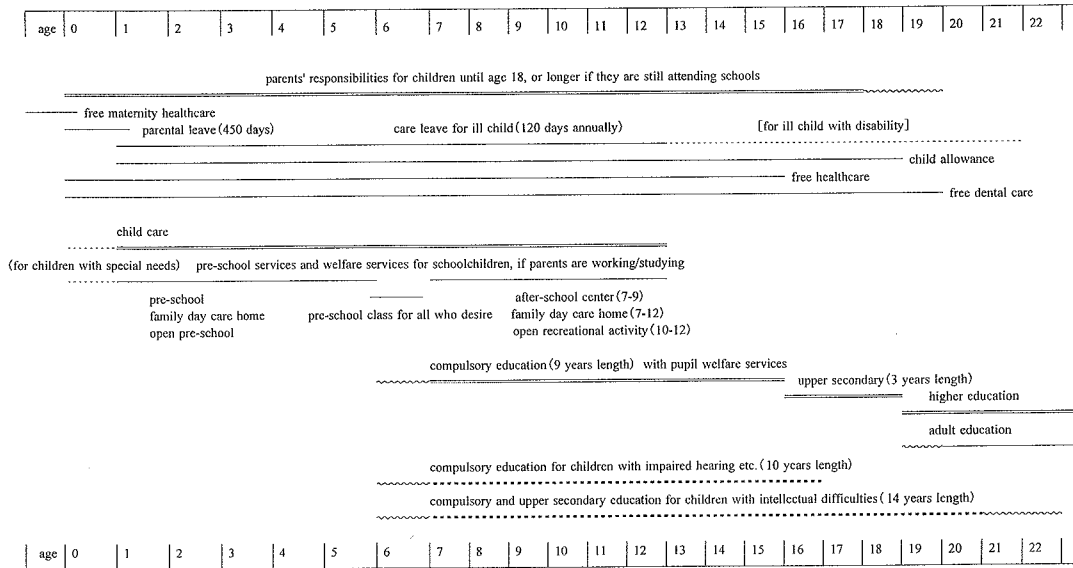 age 0 1 2 3 4 5 6 7 8 9 10 11 12 13 14 15 16 17 18 19 20 21 22
parents' responsibilities for children until age 18, or longer if they are still attending schools
free maternity healthcare
parental leave (450 days) care leave for ill child (120 days annually) [for ill child with disability]
child allowance
free healthcare
free dental care
child care
(for children with special needs) pre-school services and welfare services for schoolchildren, if parents are working/studying
pre-school after-school center (7-9)
family day care home pre-school class for all who desire family day care home (7-12)
open pre-school open recreational activity (10-12)
compulsory education (9 years length) with pupil welfare services
upper secondary (3 years length)
higher education
adult education
compulsory education for children with impaired hearing etc. (10 years length)
compulsory and upper secondary education for children with intellectual difficulties (14 years length)
age 0 1 2 3 4 5 6 7 8 9 10 11 12 13 14 15 16 17 18 19 20 21 22